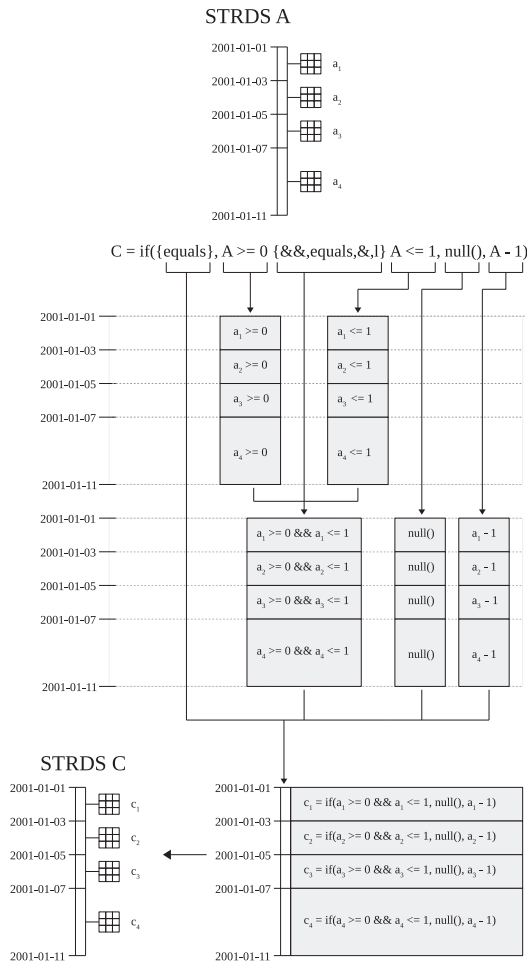 STRDS A
2001-01-01
a1
2001-01-03
a2
2001-01-05
a3
2001-01-07
a4
2001-01-11
C = if({equals}, A >= 0 {&&,equals,&,l} A <= 1, null(), A - 1)
2001-01-01
a1 >= 0 a1 <= 1
2001-01-03
a2 >= 0 a2 <= 1
2001-01-05
a3 >= 0 a3 <= 1
2001-01-07
a4 >= 0 a4 <= 1
2001-01-11
2001-01-01
a1 >= 0 && a1 <= 1 null() a1 - 1
2001-01-03
a2 >= 0 && a2 <= 1 null() a2 - 1
2001-01-05
a3 >= 0 && a3 <= 1 null() a3 - 1
2001-01-07
a4 >= 0 && a4 <= 1 null() a4 - 1
2001-01-11
STRDS C
2001-01-01
c1
2001-01-03
c2
2001-01-05
c3
2001-01-07
c4
2001-01-11
2001-01-01
c1 = if(a1 >= 0 && a1 <= 1, null(), a1 - 1)
2001-01-03
c2 = if(a2 >= 0 && a2 <= 1, null(), a2 - 1)
2001-01-05
c3 = if(a3 >= 0 && a3 <= 1, null(), a3 - 1)
2001-01-07
c4 = if(a4 >= 0 && a4 <= 1, null(), a4 - 1)
2001-01-11